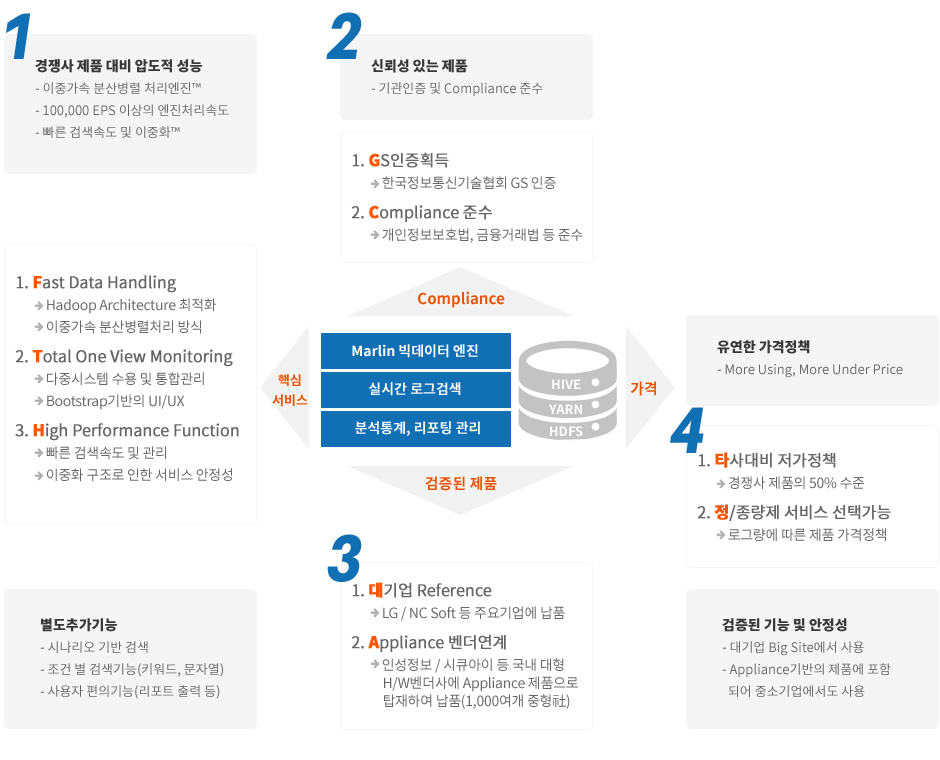 1
경쟁사 제품 대비 압도적 성능
- 이중가속 분산병렬 처리엔진™
- 100,000 EPS 이상의 엔진처리속도
- 빠른 검색속도 및 이중화™
2
신뢰성 있는 제품
- 기관인증 및 Compliance 준수
1. GS인증획득
→ 한국정보통신기술협회 GS 인증
2. Compliance 준수
→ 개인정보보호법, 금융거래법 등 준수
1. Fast Data Handling
→ Hadoop Architecture 최적화
→ 이중가속 분산병렬처리 방식
2. Total One View Monitoring
→ 다중시스템 수용 및 통합관리
→ Bootstrap기반의 UI/UX
3. High Performance Function
→ 빠른 검색속도 및 관리
→ 이중화 구조로 인한 서비스 안정성
Compliance
핵심
서비스
Marlin 빅데이터 엔진
실시간 로그검색
분석통계, 리포팅 관리
HIVE
YARN
HDFS
가격
검증된 제품
유연한 가격정책
- More Using, More Under Price
4
1. 타사대비 저가정책
→ 경쟁사 제품의 50% 수준
2. 정/종량제 서비스 선택가능
→ 로그량에 따른 제품 가격정책
3
1. 대기업 Reference
→ LG / NC Soft 등 주요기업에 납품
2. Appliance 벤더연계
→ 인성정보 / 시큐아이 등 국내 대형
H/W벤더사에 Appliance 제품으로
탑재하여 납품(1,000여개 중형社)
별도추가기능
- 시나리오 기반 검색
- 조건 별 검색기능(키워드, 문자열)
- 사용자 편의기능(리포트 출력 등)
검증된 기능 및 안정성
- 대기업 Big Site에서 사용
- Appliance기반의 제품에 포함
되어 중소기업에서도 사용